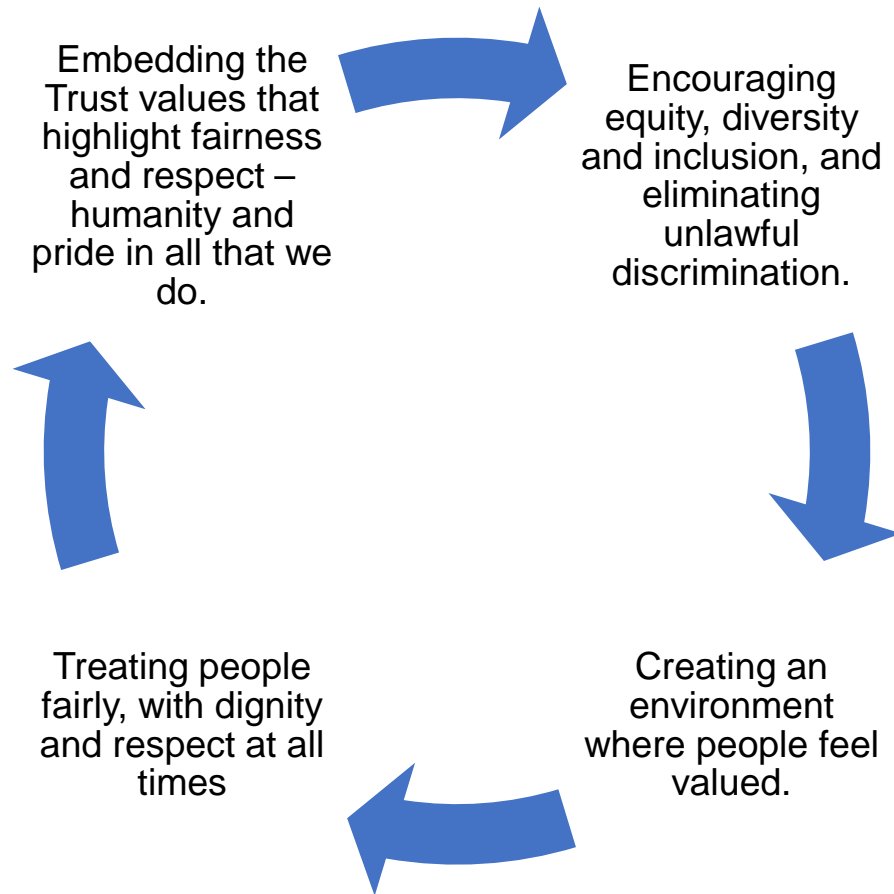 Embedding the
Trust values that
highlight fairness
and respect –
humanity and
pride in all that we
do.
Encouraging
equity, diversity
and inclusion, and
eliminating
unlawful
discrimination.
Creating an
environment
where people feel
valued.
Treating people
fairly, with dignity
and respect at all
times